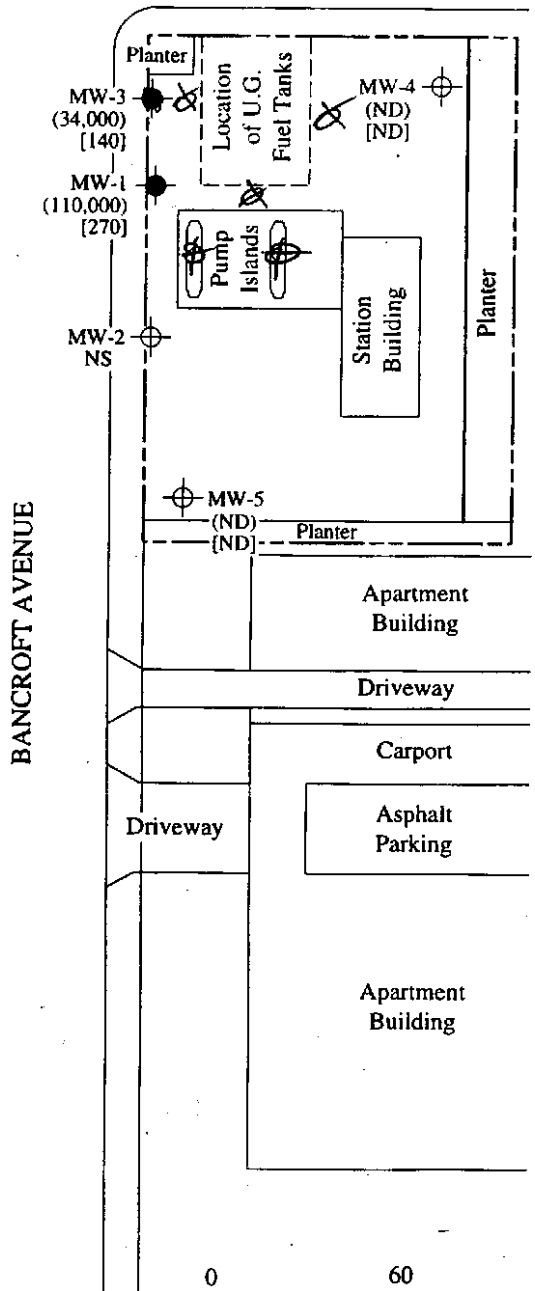 Planter
MW-3
(34,000)
[140]
Location
of U.G.
Fuel Tanks
MW-4
(ND)
[ND]
MW-1
(110,000)
[270]
Pump
Islands
Station
Building
Planter
MW-2
NS
MW-5
(ND)
[ND]
Planter
BANCROFT AVENUE
Apartment
Building
Driveway
Carport
Driveway
Asphalt
Parking
Apartment
Building
0
60